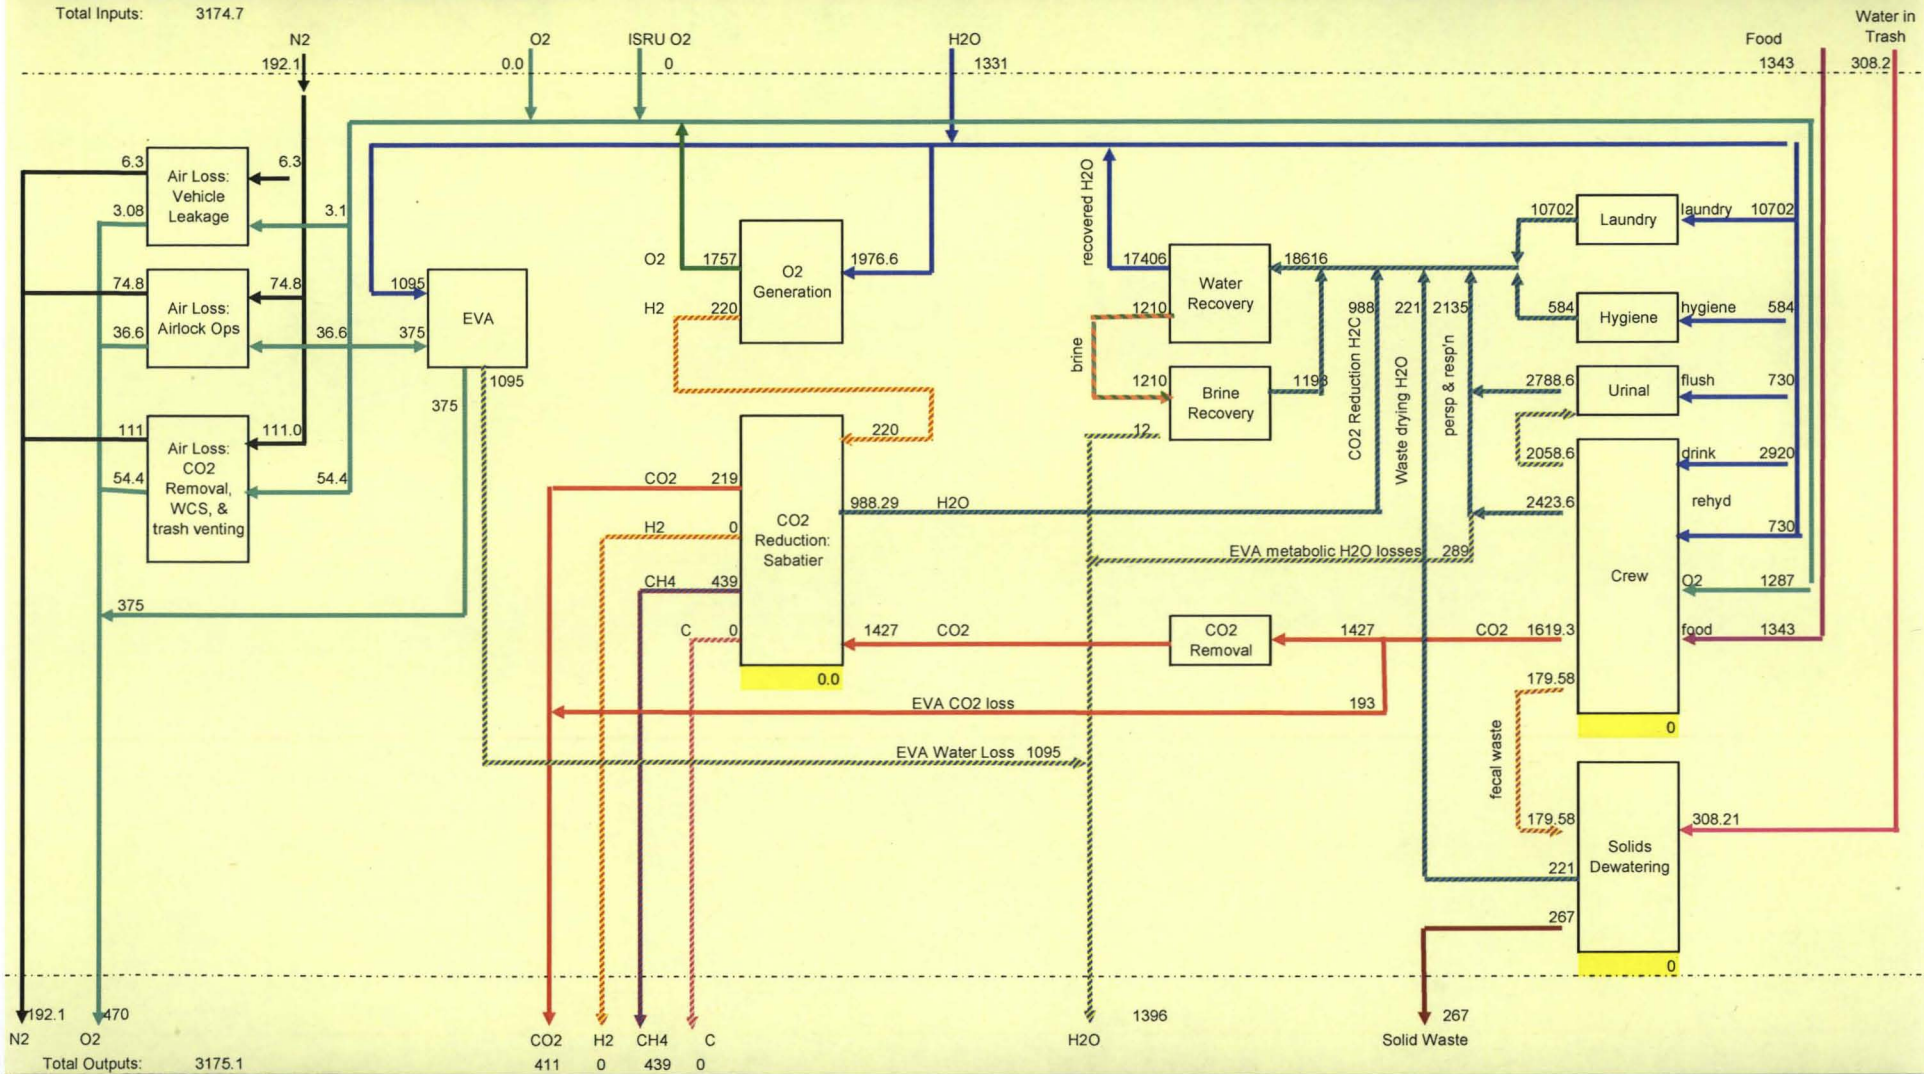 Total Inputs: 3174.7
Water in
Trash
N2
O2
ISRU O2
H2O
Food
192.1
0.0
0
1331
1343
308.2
6.3
6.3
Air Loss:
Vehicle
Leakage
3.08
3.1
74.8
74.8
Air Loss:
Airlock Ops
36.6
36.6
375
111
111.0
Air Loss:
CO2
Removal,
WCS, &
trash venting
54.4
54.4
1095
EVA
1095
375
375
O2
1757
O2
Generation
1976.6
H2
220
220
CO2
219
H2
0
CH4
439
C
0
CO2
Reduction:
Sabatier
0.0
988.29
H2O
1427
CO2
EVA CO2 loss
193
EVA Water Loss 1095
recovered H2O
17406
Water
Recovery
18616
1210
brine
1210
Brine
Recovery
1193
12
CO2 Reduction H2O
988
Waste drying H2O
221
persp & resp'n
2135
EVA metabolic H2O losses
289
CO2
Removal
1427
CO2
1619.3
10702
Laundry
laundry
10702
584
Hygiene
hygiene
584
2788.6
Urinal
flush
730
2058.6
drink
2920
2423.6
rehyd
730
Crew
O2
1287
food
1343
179.58
0
fecal waste
179.58
308.21
Solids
Dewatering
221
267
0
192.1
470
N2
O2
CO2
H2
CH4
C
1396
H2O
267
Solid Waste
Total Outputs: 3175.1
411
0
439
0